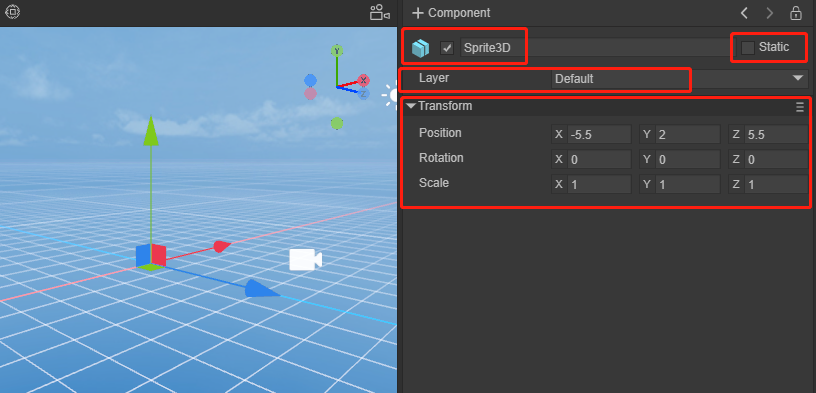 + Component
Sprite3D
Static
Layer Default
Transform
Position X -5.5 Y 2 Z 5.5
Rotation X 0 Y 0 Z 0
Scale X 1 Y 1 Z 1
Y
X
Z